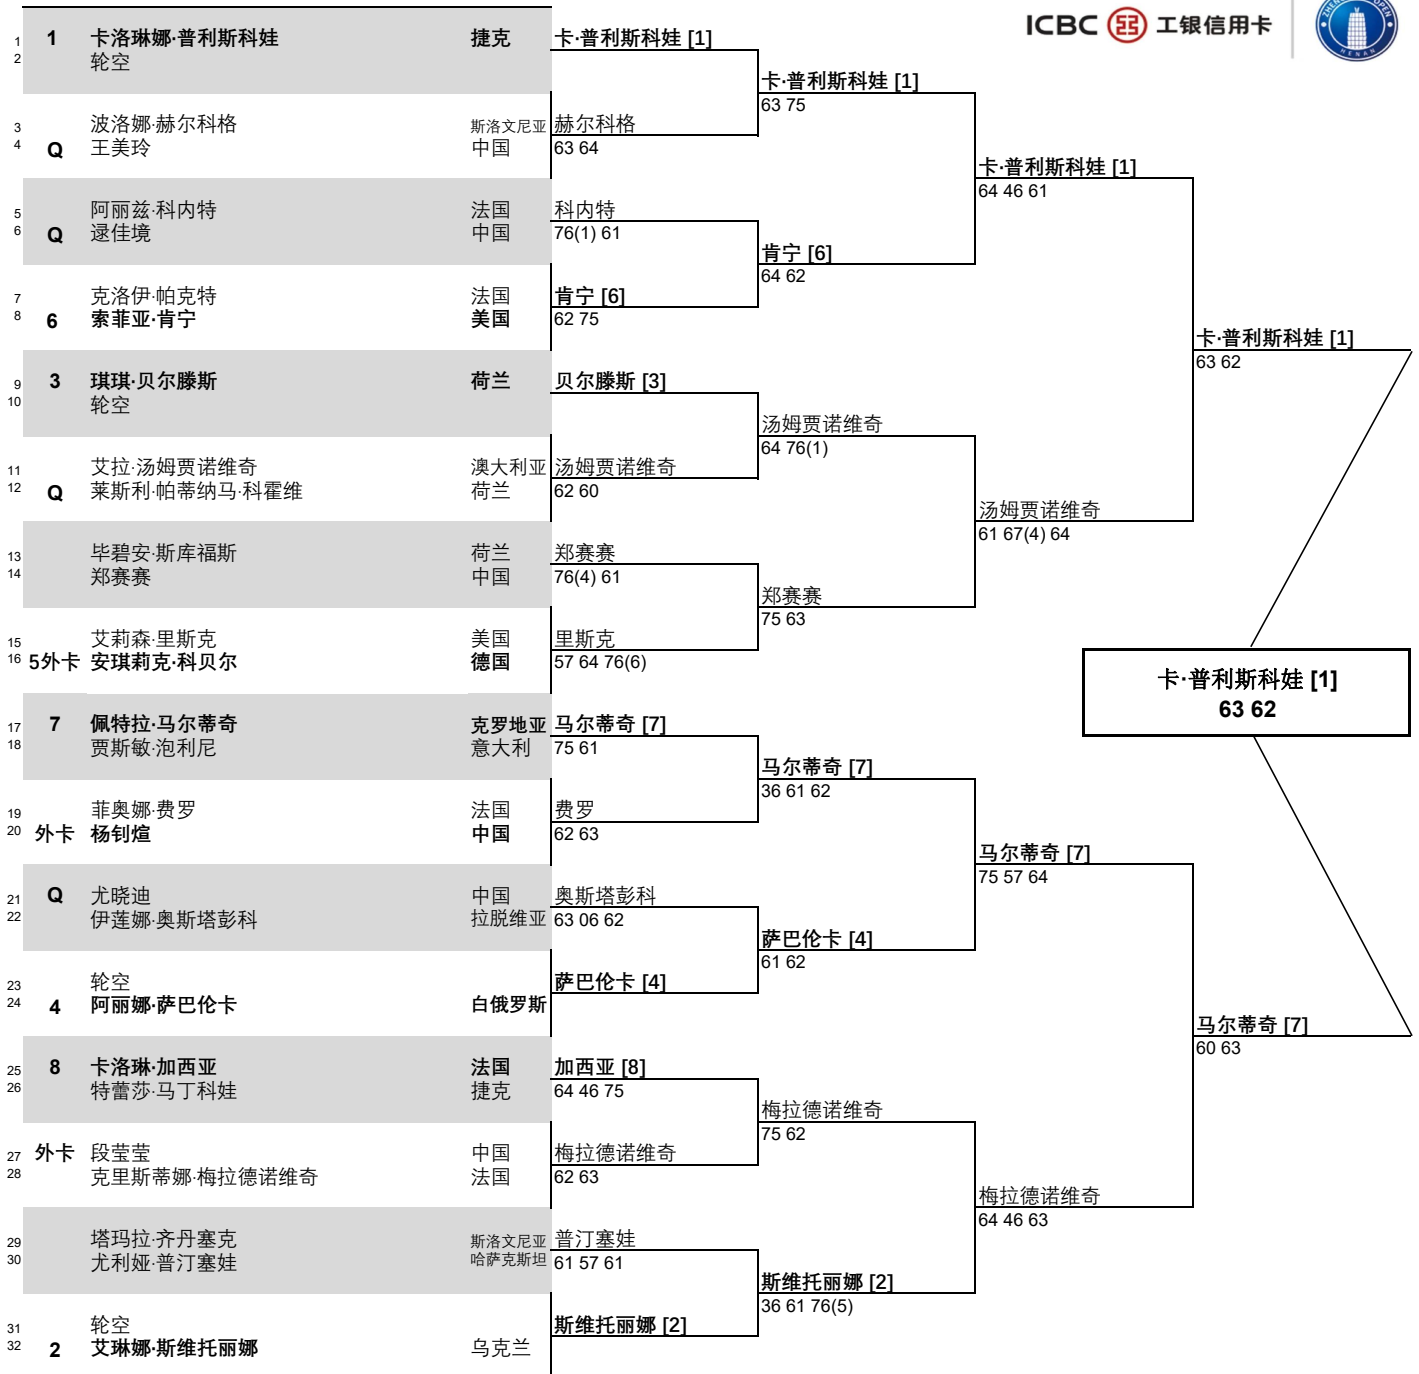 ICBC 工银信用卡
ZHENGZHOU OPEN
HENAN
1 1 卡洛琳娜·普利斯科娃 捷克 卡·普利斯科娃 [1]
2 轮空
卡·普利斯科娃 [1]
63 75
3 波洛娜·赫尔科格 斯洛文尼亚 赫尔科格
4 Q 王美玲 中国 63 64
卡·普利斯科娃 [1]
64 46 61
5 阿丽兹·科内特 法国 科内特
6 Q 逯佳境 中国 76(1) 61
肯宁 [6]
64 62
7 克洛伊·帕克特 法国 肯宁 [6]
8 6 索菲亚·肯宁 美国 62 75
卡·普利斯科娃 [1]
63 62
9 3 琪琪·贝尔滕斯 荷兰 贝尔滕斯 [3]
10 轮空
汤姆贾诺维奇
64 76(1)
11 艾拉·汤姆贾诺维奇 澳大利亚 汤姆贾诺维奇
12 Q 莱斯利·帕蒂纳马·科霍维 荷兰 62 60
汤姆贾诺维奇
61 67(4) 64
13 毕碧安·斯库福斯 荷兰 郑赛赛
14 郑赛赛 中国 76(4) 61
郑赛赛
75 63
15 艾莉森·里斯克 美国 里斯克
16 5外卡 安琪莉克·科贝尔 德国 57 64 76(6)
卡·普利斯科娃 [1]
63 62
17 7 佩特拉·马尔蒂奇 克罗地亚 马尔蒂奇 [7]
18 贾斯敏·泡利尼 意大利 75 61
马尔蒂奇 [7]
36 61 62
19 菲奥娜·费罗 法国 费罗
20 外卡 杨钊煊 中国 62 63
马尔蒂奇 [7]
75 57 64
21 Q 尤晓迪 中国 奥斯塔彭科
22 伊莲娜·奥斯塔彭科 拉脱维亚 63 06 62
萨巴伦卡 [4]
61 62
23 轮空 萨巴伦卡 [4]
24 4 阿丽娜·萨巴伦卡 白俄罗斯
马尔蒂奇 [7]
60 63
25 8 卡洛琳·加西亚 法国 加西亚 [8]
26 特蕾莎·马丁科娃 捷克 64 46 75
梅拉德诺维奇
75 62
27 外卡 段莹莹 中国 梅拉德诺维奇
28 克里斯蒂娜·梅拉德诺维奇 法国 62 63
梅拉德诺维奇
64 46 63
29 塔玛拉·齐丹塞克 斯洛文尼亚 普汀塞娃
30 尤利娅·普汀塞娃 哈萨克斯坦 61 57 61
斯维托丽娜 [2]
36 61 76(5)
31 轮空 斯维托丽娜 [2]
32 2 艾琳娜·斯维托丽娜 乌克兰